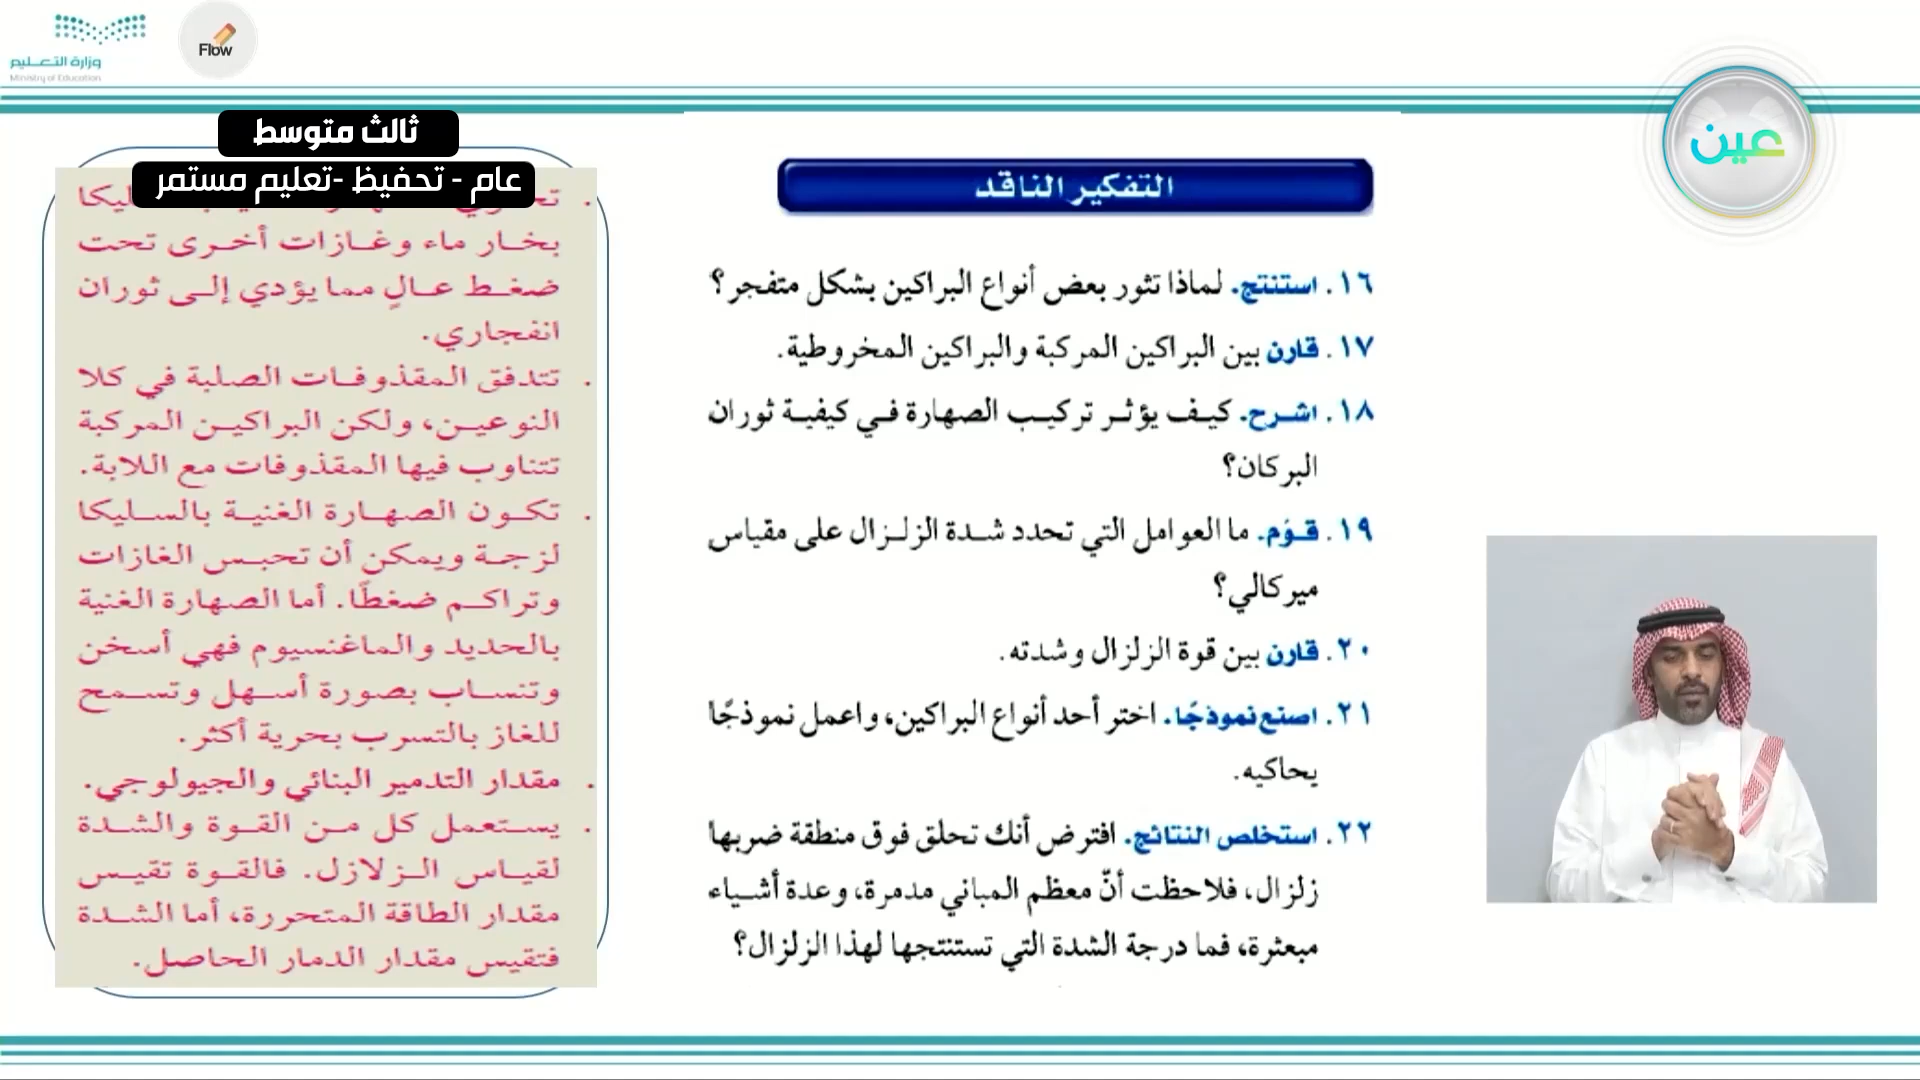 وزارة التعليم
Ministry of Education
Flow
عين
ثالث متوسط
عام - تحفيظ -تعليم مستمر
التفكير الناقد
١٦. استنتج. لماذا تثور بعض أنواع البراكين بشكل متفجر؟
١٧. قارن بين البراكين المركبة والبراكين المخروطية.
١٨. اشرح. كيف يؤثر تركيب الصهارة في كيفية ثوران
البركان؟
١٩. قوّم. ما العوامل التي تحدد شدة الزلزال على مقياس
ميركالي؟
٢٠. قارن بين قوة الزلزال وشدته.
٢١. اصنع نموذجًا. اختر أحد أنواع البراكين، واعمل نموذجًا
يحاكيه.
٢٢. استخلص النتائج. افترض أنك تحلق فوق منطقة ضربها
زلزال، فلاحظت أنّ معظم المباني مدمرة، وعدة أشياء
مبعثرة، فما درجة الشدة التي تستنتجها لهذا الزلزال؟
بخار ماء وغازات أخرى تحت
ضغط عالٍ مما يؤدي إلى ثوران
انفجاري.
. تتدفق المقذوفات الصلبة في كلا
النوعين، ولكن البراكين المركبة
تتناوب فيها المقذوفات مع اللابة.
. تكون الصهارة الغنية بالسليكا
لزجة ويمكن أن تحبس الغازات
وتراكم ضغطًا. أما الصهارة الغنية
بالحديد والماغنسيوم فهي أسخن
وتنساب بصورة أسهل وتسمح
للغاز بالتسرب بحرية أكثر.
. مقدار التدمير البنائي والجيولوجي.
. يستعمل كل من القوة والشدة
لقياس الزلازل. فالقوة تقيس
مقدار الطاقة المتحررة، أما الشدة
فتقيس مقدار الدمار الحاصل.